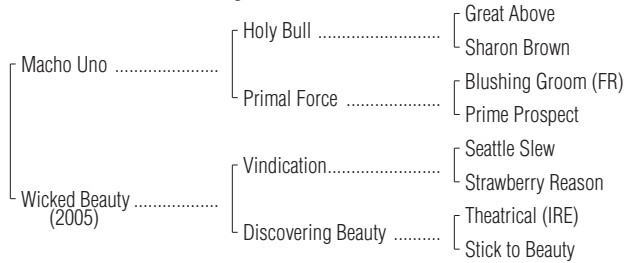 Great Above
Holy Bull ........................
Sharon Brown
Macho Uno ....................
Blushing Groom (FR)
Primal Force ..................
Prime Prospect
Seattle Slew
Vindication......................
Strawberry Reason
Wicked Beauty ................
(2005)
Theatrical (IRE)
Discovering Beauty ..........
Stick to Beauty